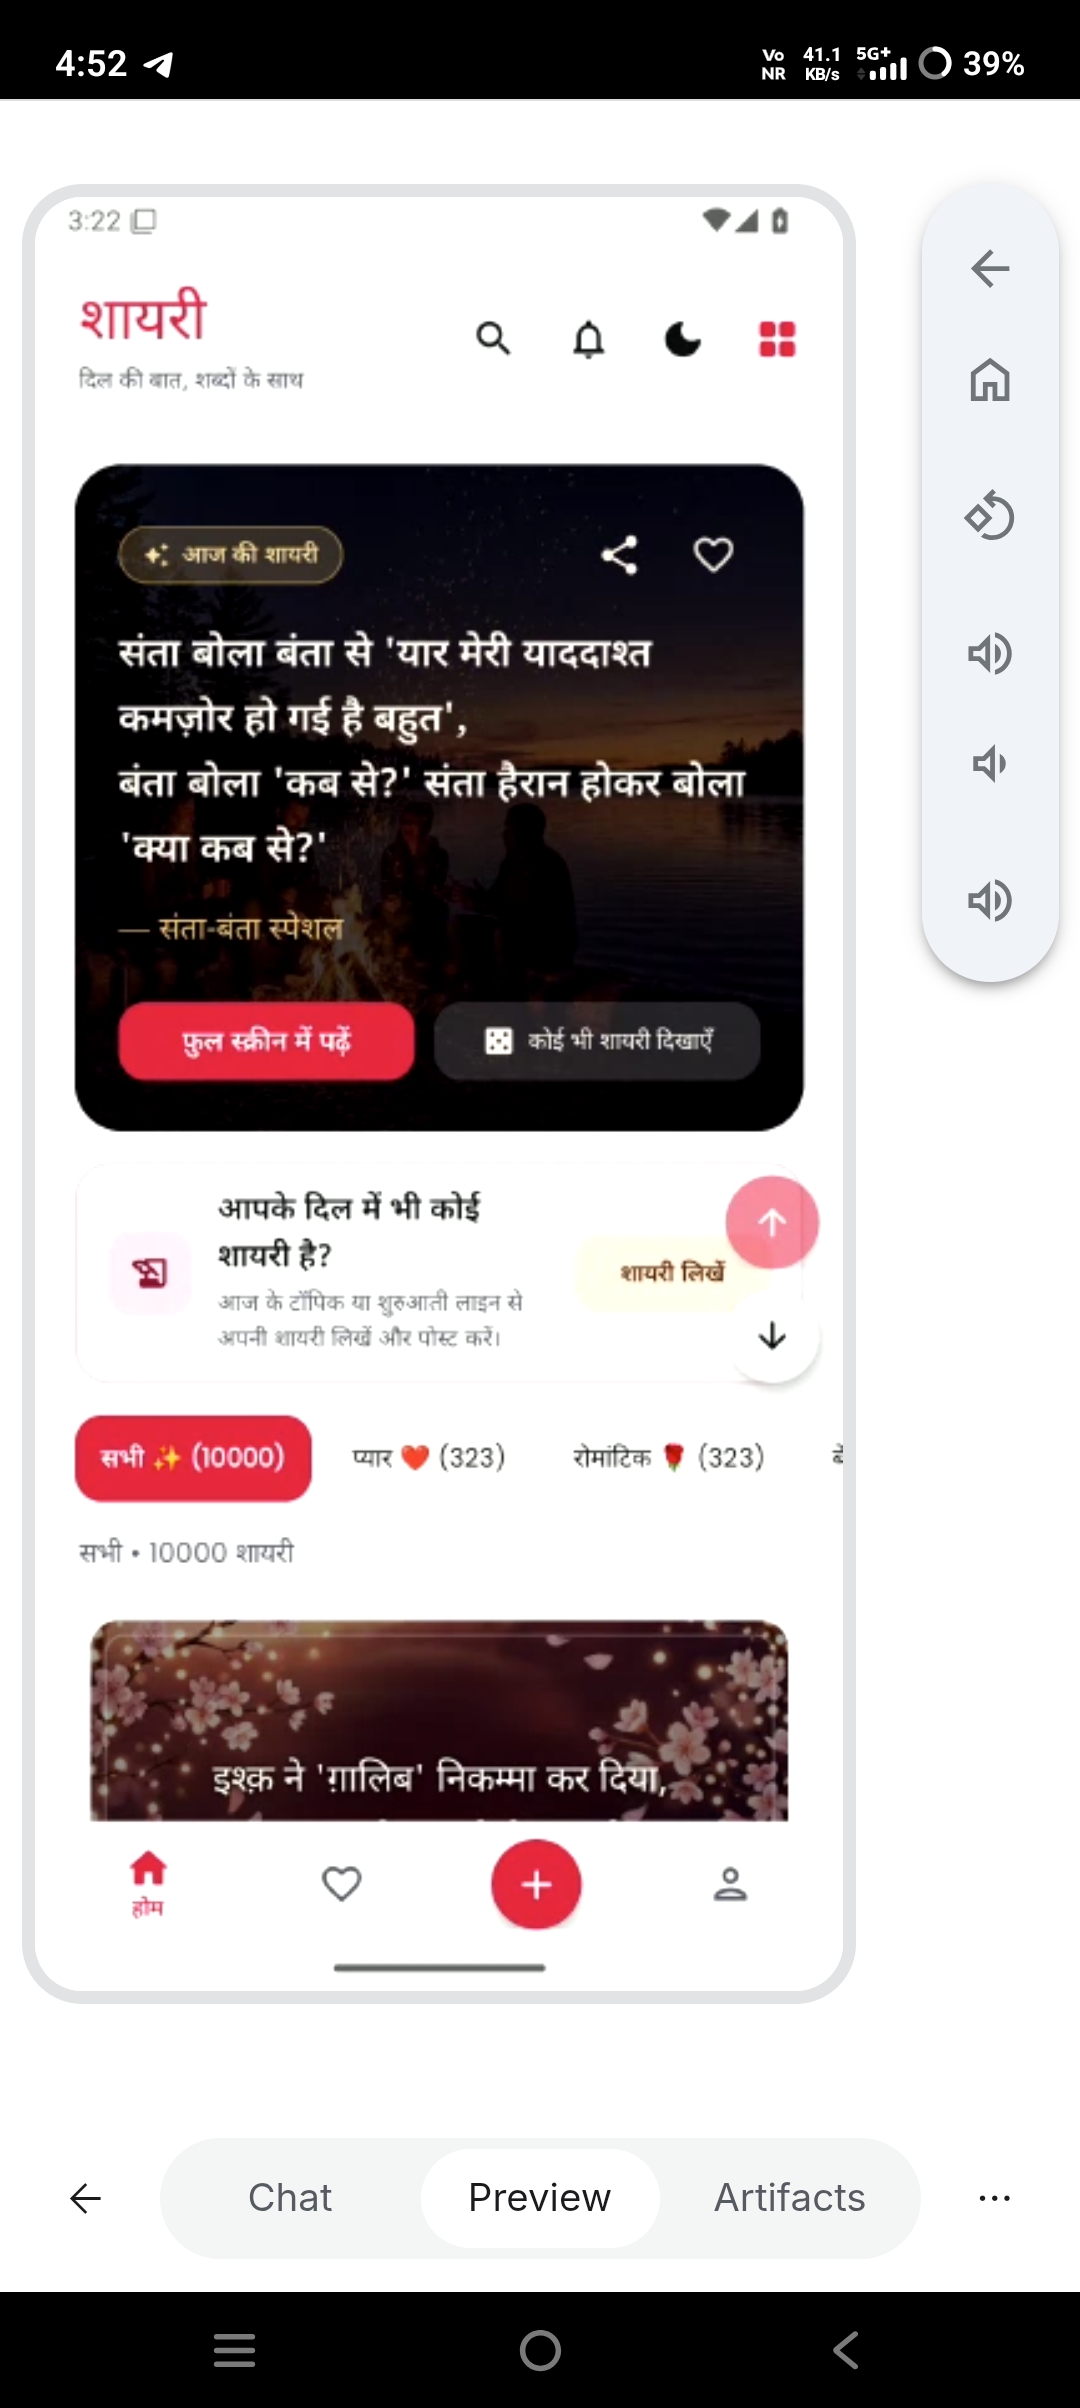 4:52
Vo NR 41.1 KB/s 5G+ 39%
3:22
शायरी
दिल की बात, शब्दों के साथ
आज की शायरी
संता बोला बंता से 'यार मेरी याददाश्त
कमज़ोर हो गई है बहुत',
बंता बोला 'कब से?' संता हैरान होकर बोला
'क्या कब से?'
— संता-बंता स्पेशल
फुल स्क्रीन में पढ़ें
कोई भी शायरी दिखाएँ
आपके दिल में भी कोई
शायरी है?
आज के टॉपिक या शुरुआती लाइन से
अपनी शायरी लिखें और पोस्ट करें।
शायरी लिखें
सभी ✨ (10000)
प्यार ❤️ (323)
रोमांटिक 🌹 (323)
सभी • 10000 शायरी
इश्क़ ने 'ग़ालिब' निकम्मा कर दिया,
होम
Chat
Preview
Artifacts